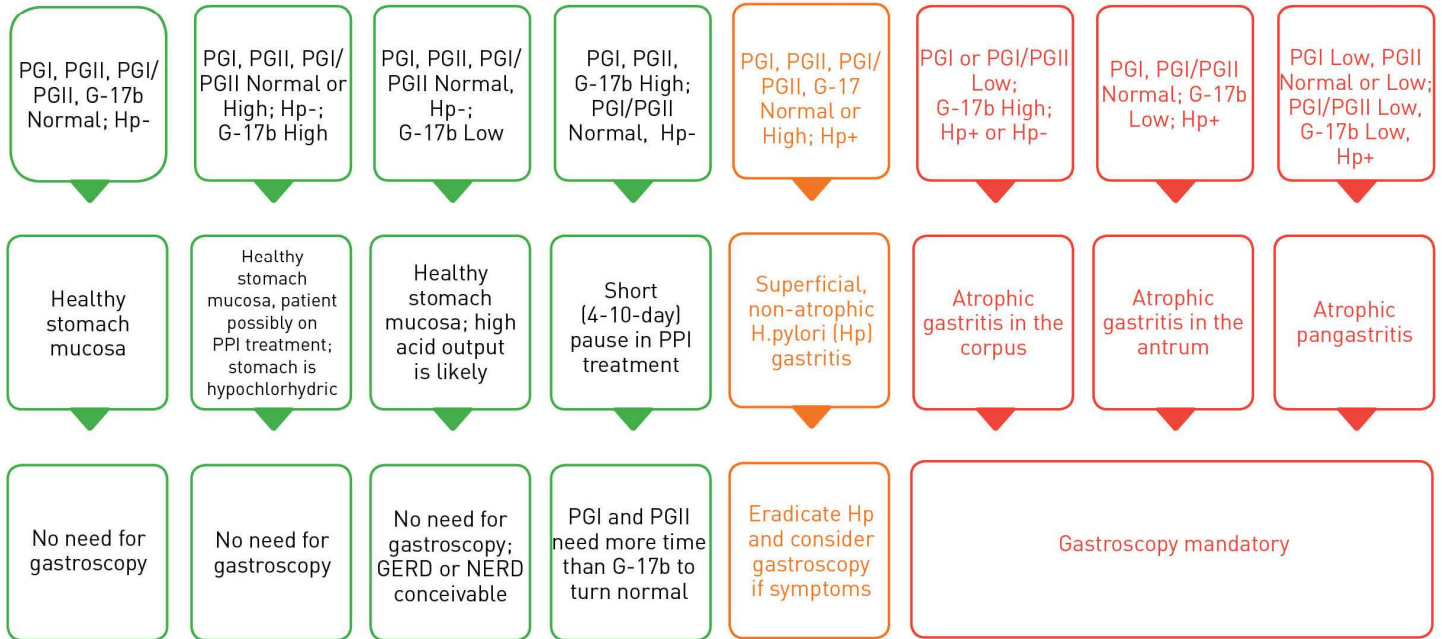 PGI, PGII, PGI/
PGII, G-17b
Normal; Hp-
PGI, PGII, PGI/
PGII Normal or
High; Hp-;
G-17b High
PGI, PGII, PGI/
PGII Normal,
Hp-;
G-17b Low
PGI, PGII,
G-17b High;
PGI/PGII
Normal, Hp-
PGI, PGII, PGI/
PGII, G-17
Normal or
High; Hp+
PGI or PGI/PGII
Low;
G-17b High;
Hp+ or Hp-
PGI, PGI/PGII
Normal; G-17b
Low; Hp+
PGI Low, PGII
Normal or Low;
PGI/PGII Low,
G-17b Low,
Hp+
Healthy
stomach
mucosa
Healthy
stomach
mucosa, patient
possibly on
PPI treatment;
stomach is
hypochlorhydric
Healthy
stomach
mucosa; high
acid output
is likely
Short
(4-10-day)
pause in PPI
treatment
Superficial,
non-atrophic
H.pylori (Hp)
gastritis
Atrophic
gastritis in the
corpus
Atrophic
gastritis in the
antrum
Atrophic
pangastritis
No need for
gastroscopy
No need for
gastroscopy
No need for
gastroscopy;
GERD or NERD
conceivable
PGI and PGII
need more time
than G-17b to
turn normal
Eradicate Hp
and consider
gastroscopy
if symptoms
Gastroscopy mandatory